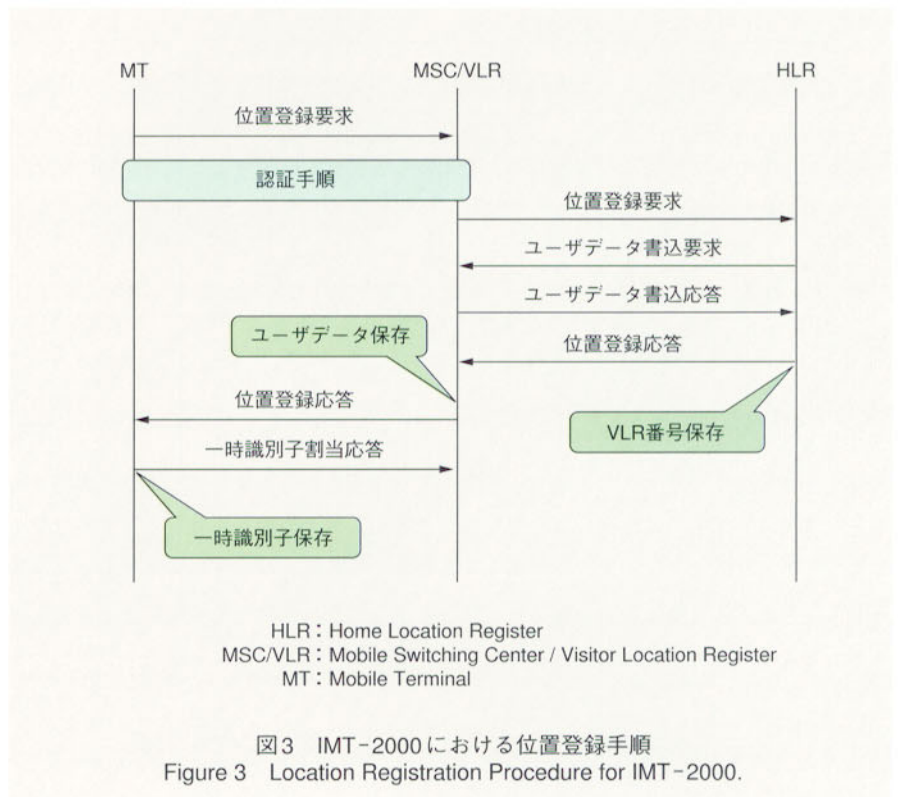 MT
MSC/VLR
HLR
位置登録要求
認証手順
位置登録要求
ユーザデータ書込要求
ユーザデータ書込応答
ユーザデータ保存
位置登録応答
位置登録応答
VLR番号保存
一時識別子割当応答
一時識別子保存
HLR：Home Location Register
MSC/VLR：Mobile Switching Center / Visitor Location Register
MT：Mobile Terminal
図3 IMT-2000における位置登録手順
Figure 3 Location Registration Procedure for IMT-2000.